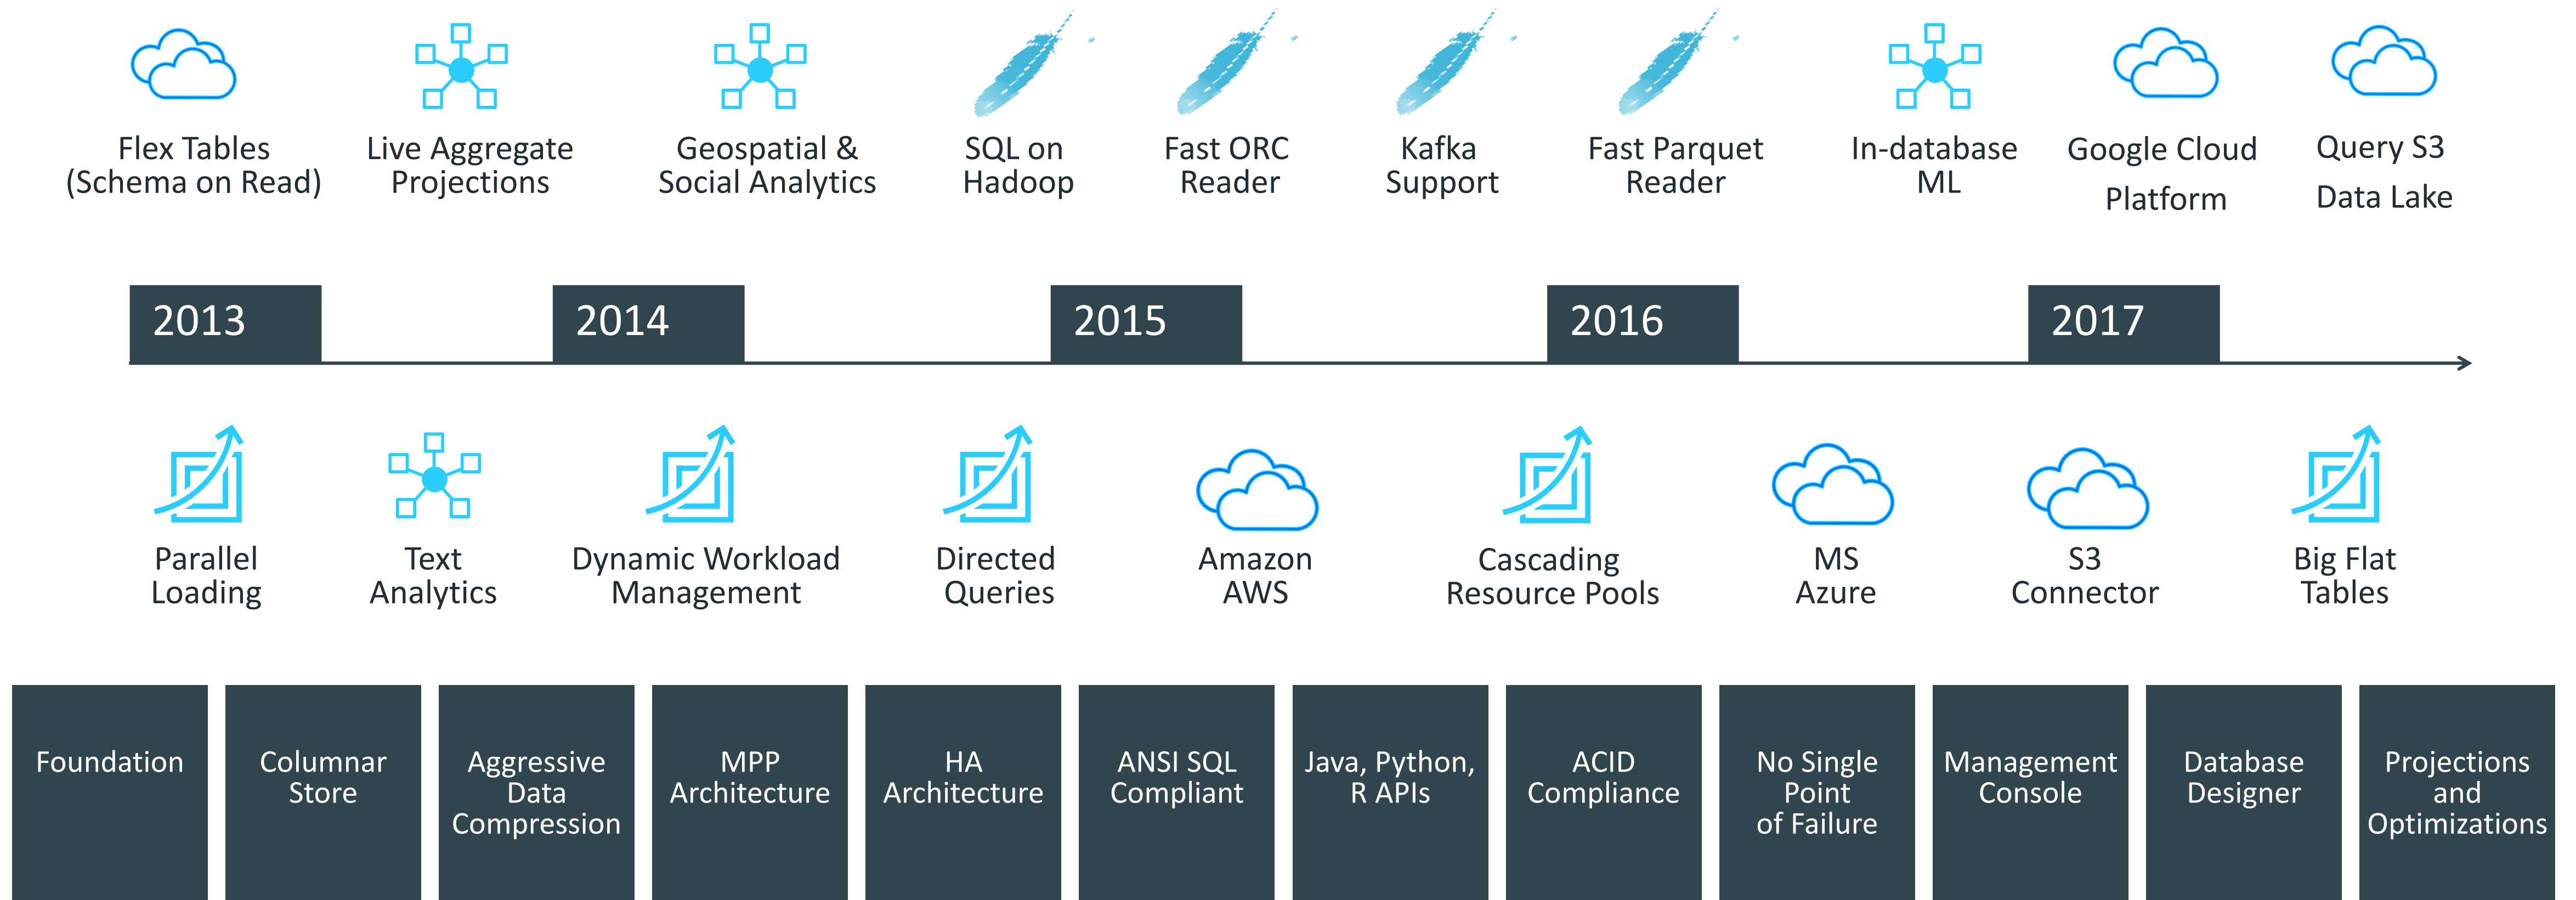 Flex Tables
(Schema on Read)
Live Aggregate
Projections
Geospatial &
Social Analytics
SQL on
Hadoop
Fast ORC
Reader
Kafka
Support
Fast Parquet
Reader
In-database
ML
Google Cloud
Platform
Query S3
Data Lake
2013
2014
2015
2016
2017
Parallel
Loading
Text
Analytics
Dynamic Workload
Management
Directed
Queries
Amazon
AWS
Cascading
Resource Pools
MS
Azure
S3
Connector
Big Flat
Tables
Foundation
Columnar
Store
Aggressive
Data
Compression
MPP
Architecture
HA
Architecture
ANSI SQL
Compliant
Java, Python,
R APIs
ACID
Compliance
No Single
Point
of Failure
Management
Console
Database
Designer
Projections
and
Optimizations